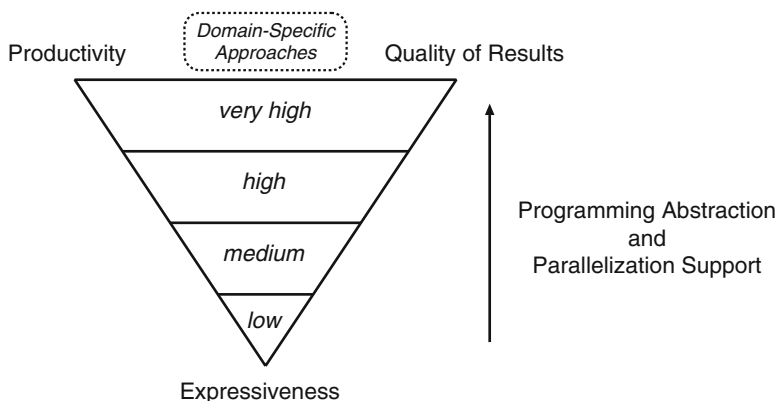 Domain-Specific
Approaches
Productivity
Quality of Results
very high
high
medium
low
Programming Abstraction
and
Parallelization Support
Expressiveness